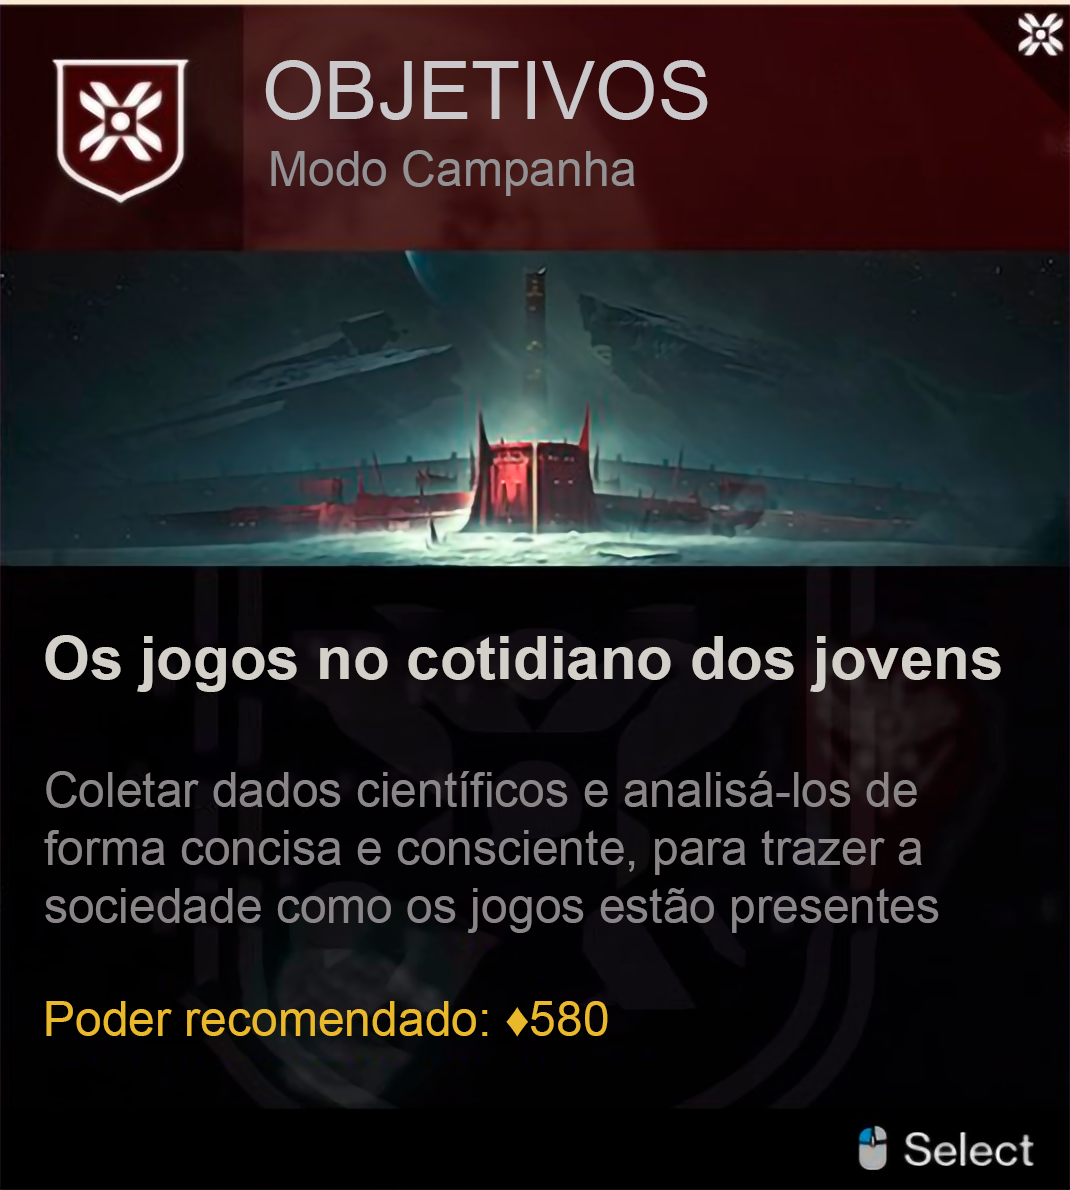 OBJETIVOS
Modo Campanha
Os jogos no cotidiano dos jovens
Coletar dados científicos e analisá-los de
forma concisa e consciente, para trazer a
sociedade como os jogos estão presentes
Poder recomendado: ♦580
Select